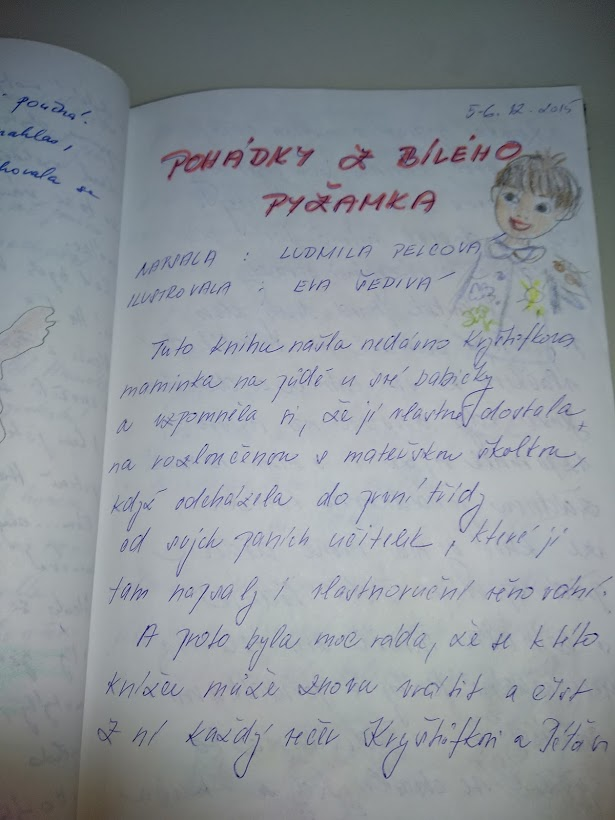 poučná!
nahlas,
5-6. 12. 2015
POHÁDKY Z BÍLÉHO
PYŽAMKA
NAPSALA : LUDMILA PELCOVÁ
ILUSTROVALA : EVA ŠEDIVÁ
Tuto knihu našla nedávno Kryštůfkova
maminka na půdě u své babičky
a vzpomněla si, že ji vlastně dostala
na rozloučenou s mateřskou školkou,
když odcházela do první třídy
od svých paních učitelek, které jí
tam napsaly i vlastnoruční věnování.
A proto byla moc ráda, že se k této
knížce může znovu vrátit a číst
z ní každý večer Kryštůfkovi a